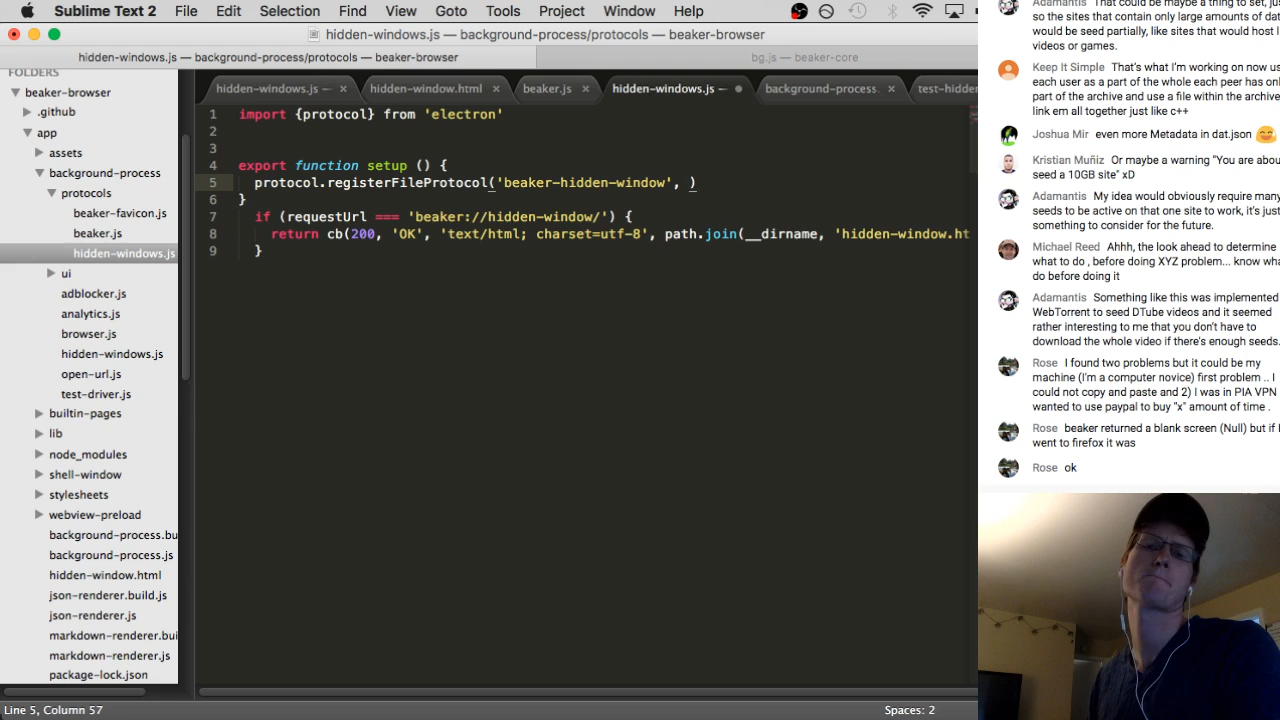 Sublime Text 2 File Edit Selection Find View Goto Tools Project Window Help
hidden-windows.js — background-process/protocols — beaker-browser
hidden-windows.js — background-process/protocols — beaker-browser
bg.js — beaker-core
FOLDERS
beaker-browser
.github
app
assets
background-process
protocols
beaker-favicon.js
beaker.js
hidden-windows.js
ui
adblocker.js
analytics.js
browser.js
hidden-windows.js
open-url.js
test-driver.js
builtin-pages
lib
node_modules
shell-window
stylesheets
webview-preload
background-process.bu
background-process.js
hidden-window.html
json-renderer.build.js
json-renderer.js
markdown-renderer.bui
markdown-renderer.js
package-lock.json
hidden-windows.js — × hidden-window.html × beaker.js × hidden-windows.js — background-process. × test-hidden
1 import {protocol} from 'electron'
2
3
4 export function setup () {
5 protocol.registerFileProtocol('beaker-hidden-window', )
6 }
7 if (requestUrl === 'beaker://hidden-window/') {
8 return cb(200, 'OK', 'text/html; charset=utf-8', path.join(__dirname, 'hidden-window.ht
9 }
Line 5, Column 57
Spaces: 2
Adamantis That could be maybe a thing to set, jus
so the sites that contain only large amounts of dat
would be seed partially, like sites that would host l
videos or games.
Keep It Simple That's what I'm working on now us
each user as a part of the whole each peer has onl
part of the archive and use a file within the archive
link em all together just like c++
Joshua Mir even more Metadata in dat.json
Kristian Muñiz Or maybe a warning "You are abou
seed a 10GB site" xD
Adamantis My idea would obviously require many
seeds to be active on that one site to work, it's just
something to consider for the future.
Michael Reed Ahhh, the look ahead to determine
what to do , before doing XYZ problem... know wha
do before doing it
Adamantis Something like this was implemented
WebTorrent to seed DTube videos and it seemed
rather interesting to me that you don't have to
download the whole video if there's enough seeds.
Rose I found two problems but it could be my
machine (I'm a computer novice) first problem .. I
could not copy and paste and 2) I was in PIA VPN
wanted to use paypal to buy "x" amount of time .
Rose beaker returned a blank screen (Null) but if I
went to firefox it was
Rose ok